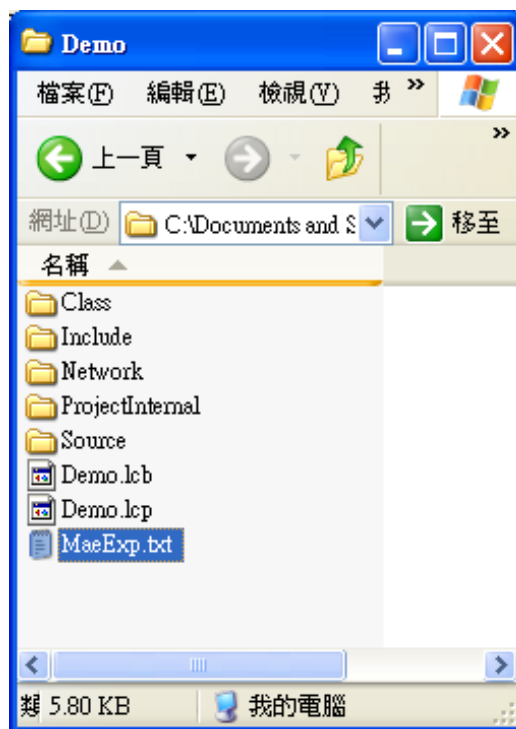 Demo
檔案(F) 編輯(E) 檢視(V) 我 »
上一頁 »
網址(D) C:\Documents and S 移至
名稱
Class
Include
Network
ProjectInternal
Source
Demo.lcb
Demo.lcp
MaeExp.txt
5.80 KB 我的電腦